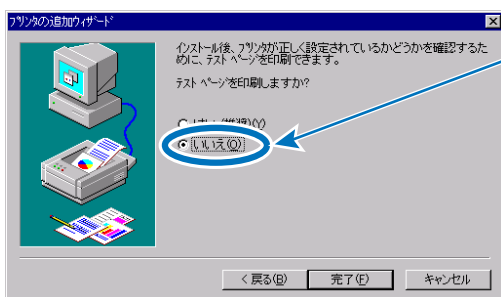 プリンタの追加ウィザード
インストール後、プリンタが正しく設定されているかどうかを確認するた
めに、テスト ページを印刷できます。
テスト ページを印刷しますか?
はい (推奨)(Y)
いいえ(O)
< 戻る(B)
完了(F)
キャンセル